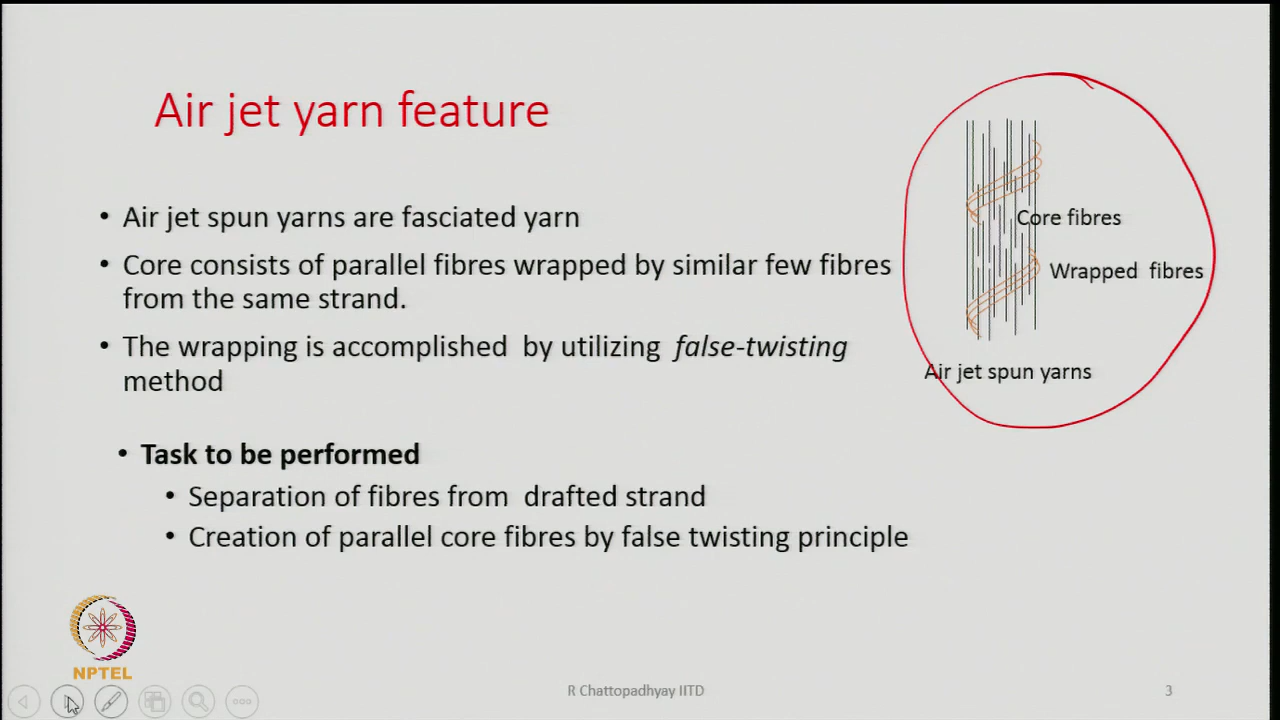 Air jet yarn feature
• Air jet spun yarns are fasciated yarn
• Core consists of parallel fibres wrapped by similar few fibres
from the same strand.
• The wrapping is accomplished by utilizing false-twisting
method
Core fibres
Wrapped fibres
Air jet spun yarns
• Task to be performed
• Separation of fibres from drafted strand
• Creation of parallel core fibres by false twisting principle
NPTEL
R Chattopadhyay IITD
3